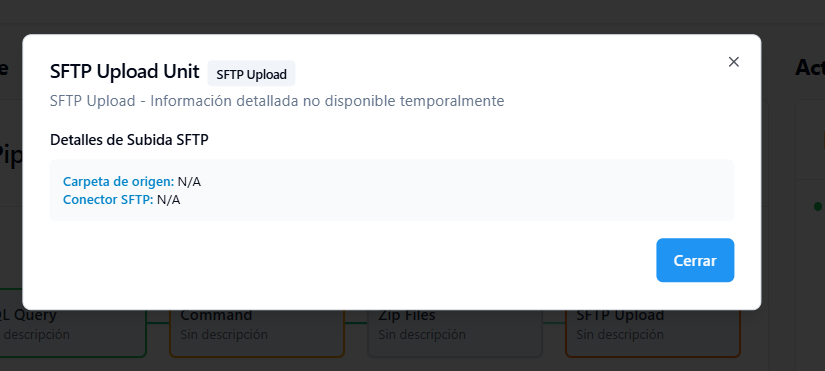 SFTP Upload Unit SFTP Upload
SFTP Upload - Información detallada no disponible temporalmente
Detalles de Subida SFTP
Carpeta de origen: N/A
Conector SFTP: N/A
Cerrar
Pip
Act
L Query
Command
Zip Files
SFTP Upload
descripción
Sin descripción
Sin descripción
Sin descripción